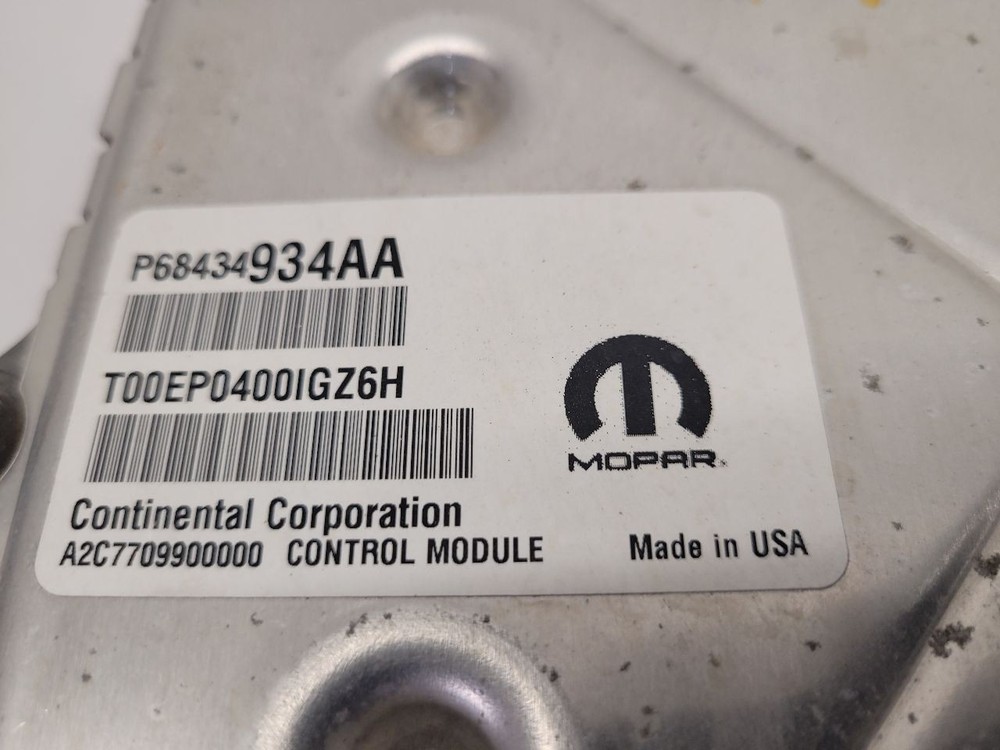 P68434934AA
T00EP0400IGZ6H
MOPAR
Continental Corporation
A2C7709900000 CONTROL MODULE
Made in USA